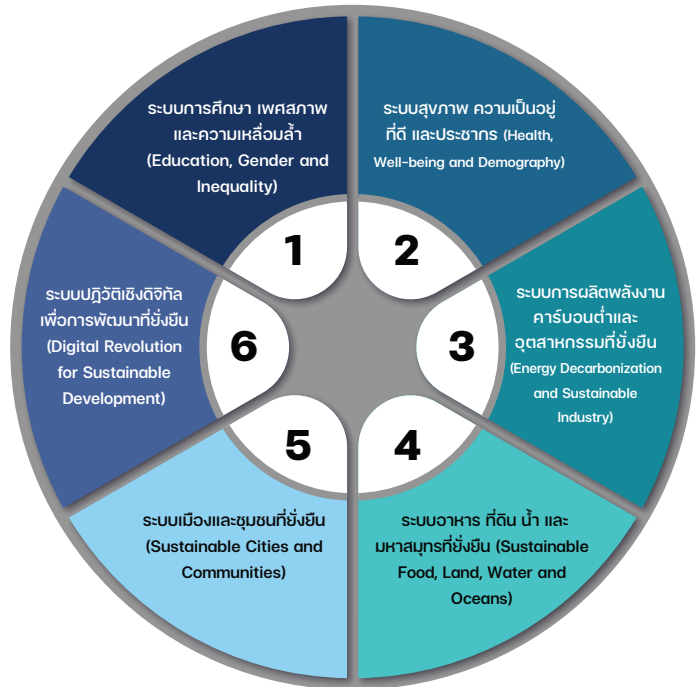 1
ระบบการศึกษา เพศสภาพ
และความเหลื่อมล้ำ
(Education, Gender and
Inequality)
2
ระบบสุขภาพ ความเป็นอยู่
ที่ดี และประชากร (Health,
Well-being and Demography)
3
ระบบการผลิตพลังงาน
คาร์บอนต่ำและ
อุตสาหกรรมที่ยั่งยืน
(Energy Decarbonization
and Sustainable
Industry)
4
ระบบอาหาร ที่ดิน น้ำ และ
มหาสมุทรที่ยั่งยืน (Sustainable
Food, Land, Water and
Oceans)
5
ระบบเมืองและชุมชนที่ยั่งยืน
(Sustainable Cities and
Communities)
6
ระบบปฏิวัติเชิงดิจิทัล
เพื่อการพัฒนาที่ยั่งยืน
(Digital Revolution
for Sustainable
Development)